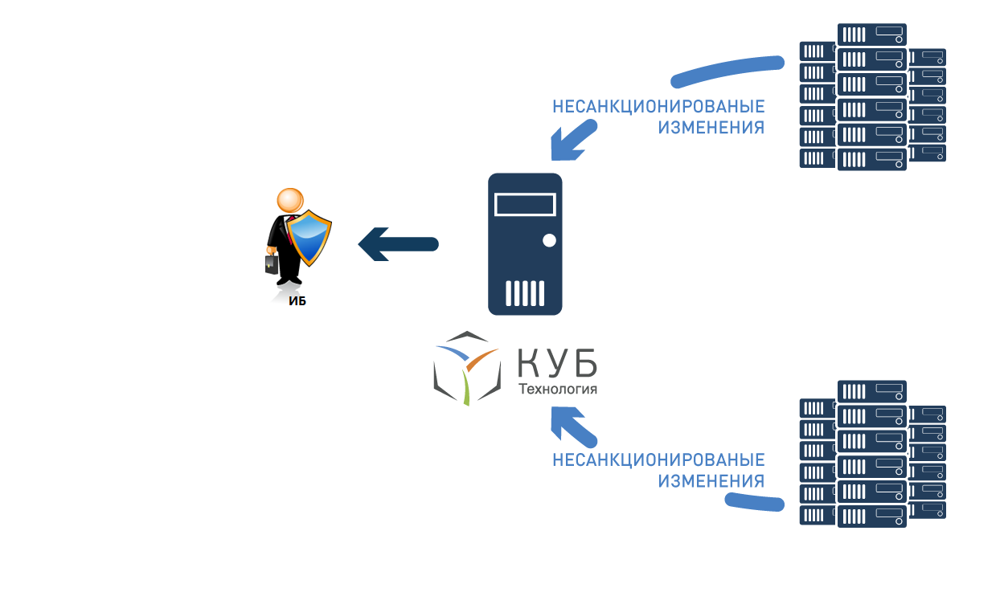 НЕСАНКЦИОНИРОВАНЫЕ
ИЗМЕНЕНИЯ
ИБ
КУБ
Технология
НЕСАНКЦИОНИРОВАНЫЕ
ИЗМЕНЕНИЯ